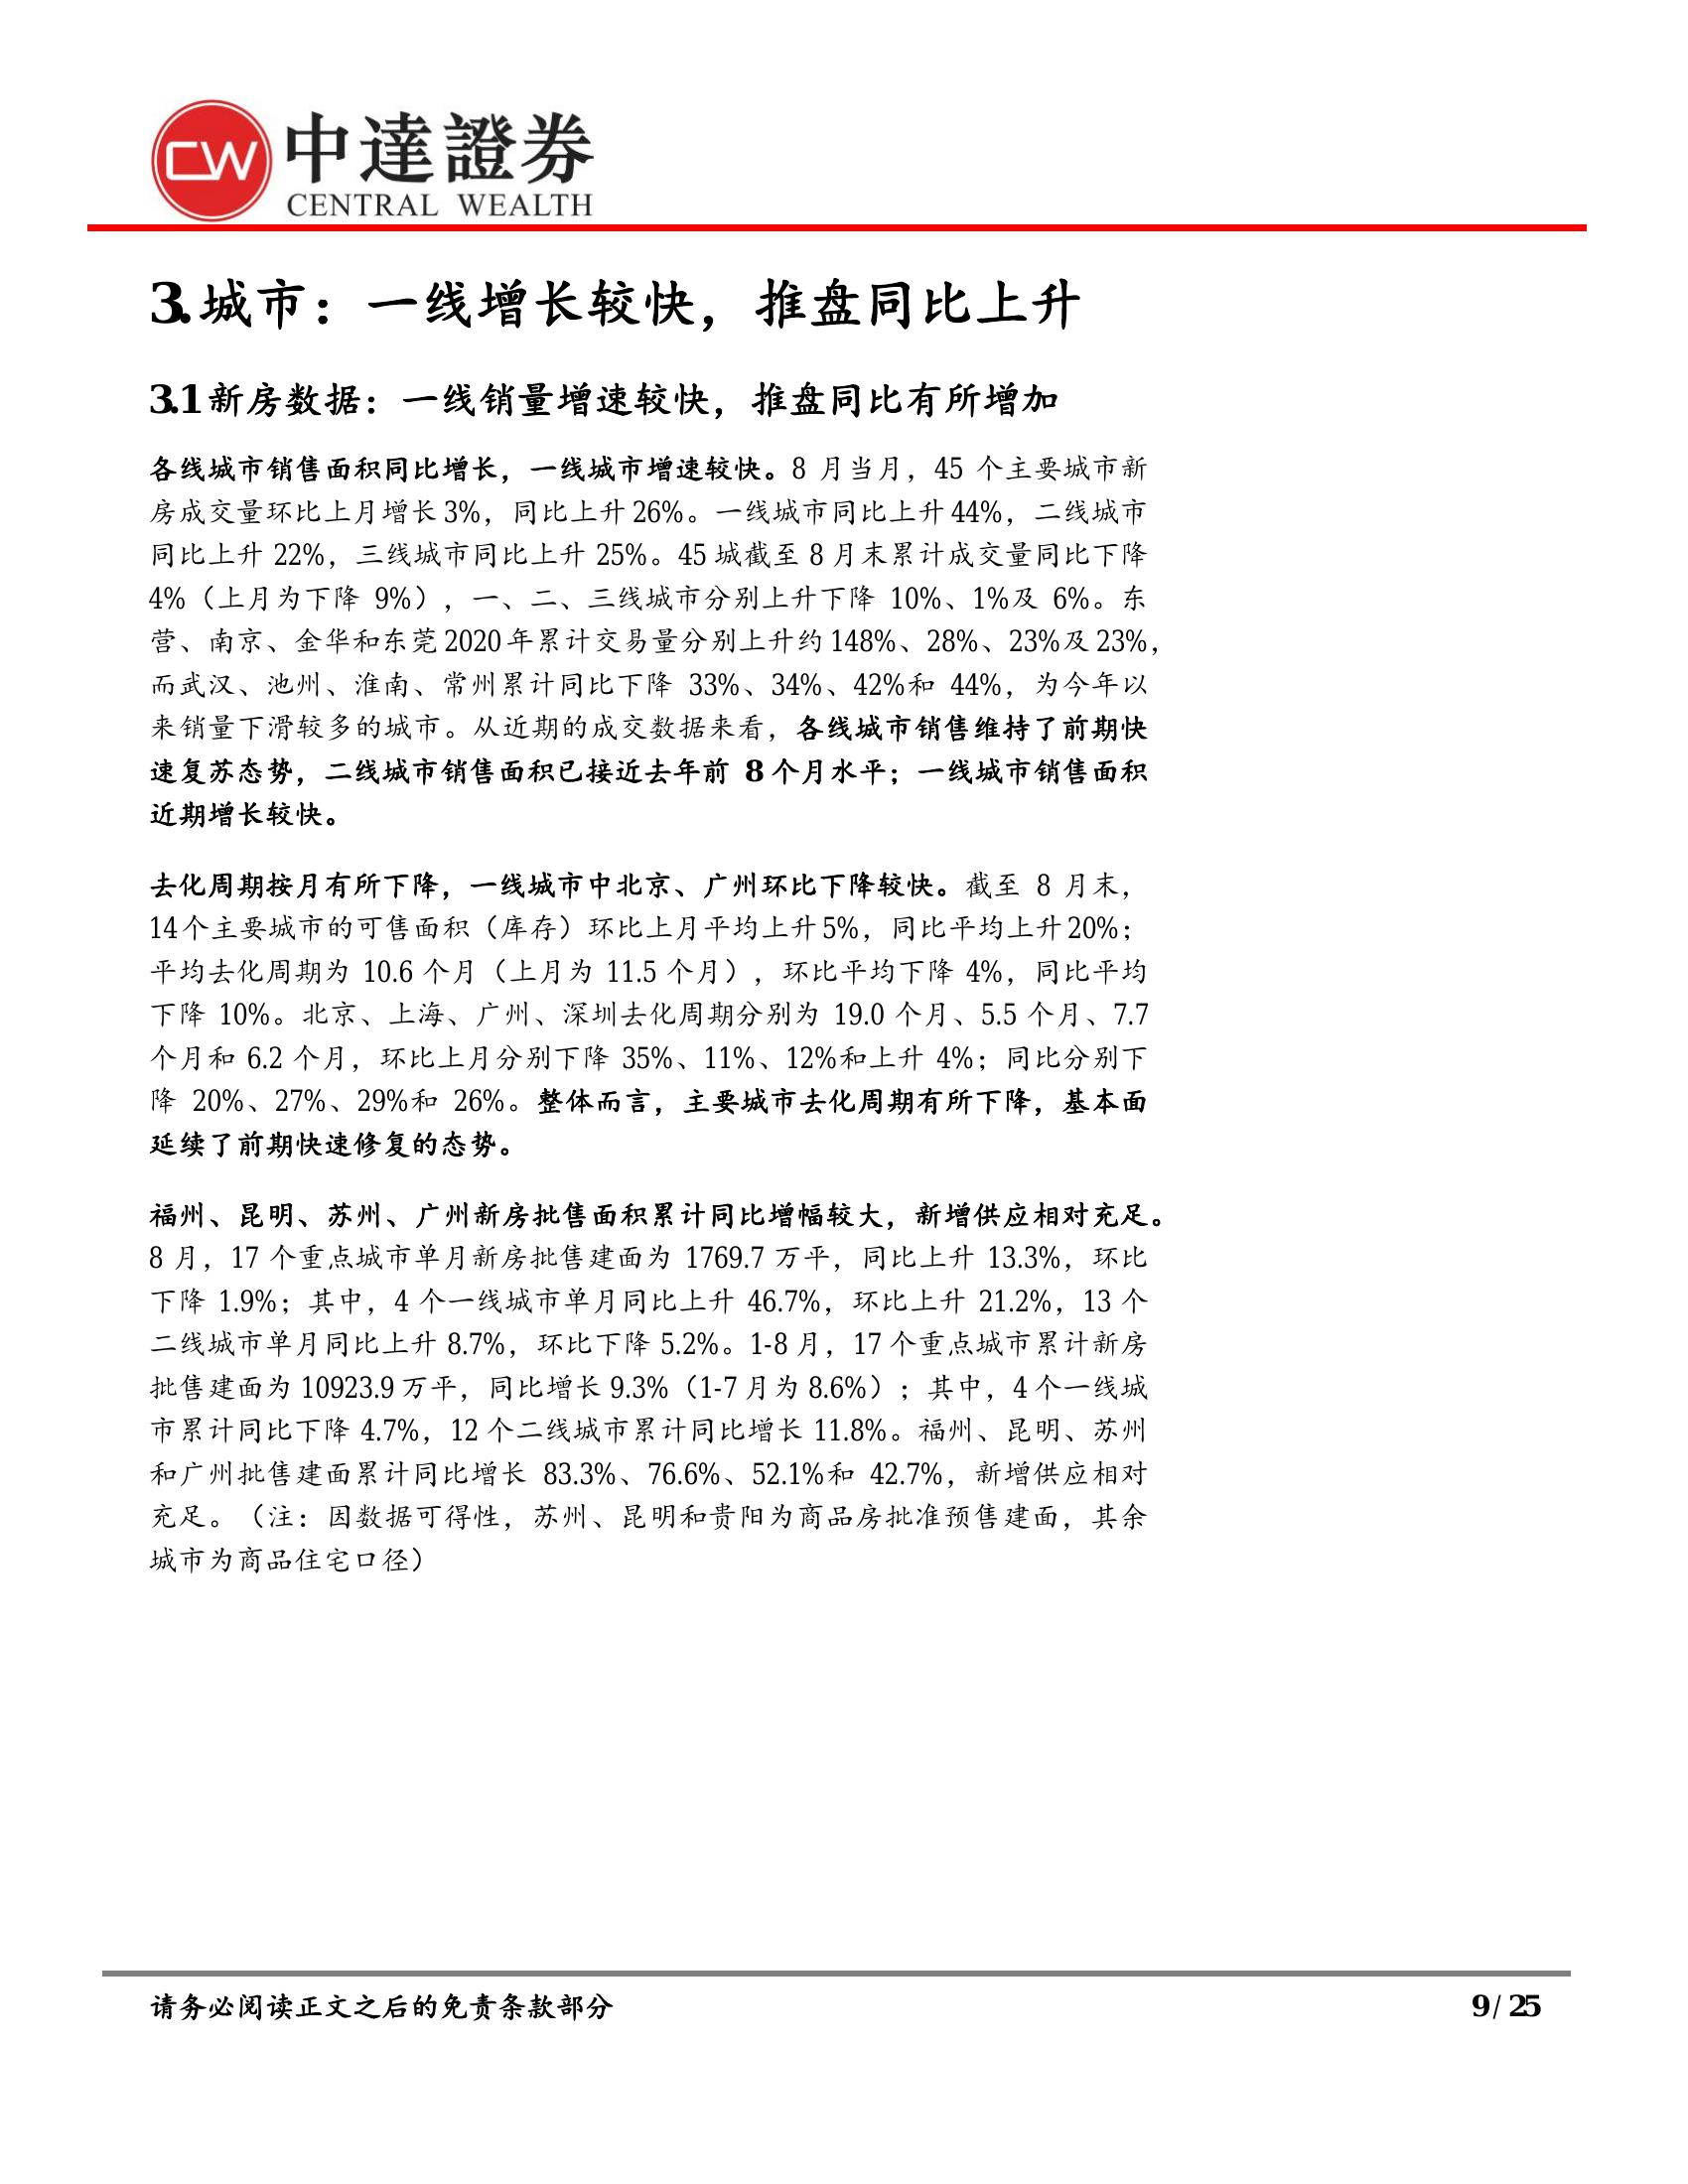 CW 中達證券
CENTRAL WEALTH
3.城市：一线增长较快，推盘同比上升
3.1新房数据：一线销量增速较快，推盘同比有所增加
各线城市销售面积同比增长，一线城市增速较快。8 月当月，45 个主要城市新
房成交量环比上月增长3%，同比上升26%。一线城市同比上升44%，二线城市
同比上升 22%，三线城市同比上升 25%。45 城截至 8 月末累计成交量同比下降
4%（上月为下降 9%），一、二、三线城市分别上升下降 10%、1%及 6%。东
营、南京、金华和东莞2020年累计交易量分别上升约148%、28%、23%及23%，
而武汉、池州、淮南、常州累计同比下降 33%、34%、42%和 44%，为今年以
来销量下滑较多的城市。从近期的成交数据来看，各线城市销售维持了前期快
速复苏态势，二线城市销售面积已接近去年前 8个月水平；一线城市销售面积
近期增长较快。
去化周期按月有所下降，一线城市中北京、广州环比下降较快。截至 8 月末，
14个主要城市的可售面积（库存）环比上月平均上升5%，同比平均上升20%；
平均去化周期为 10.6 个月（上月为 11.5 个月），环比平均下降 4%，同比平均
下降 10%。北京、上海、广州、深圳去化周期分别为 19.0 个月、5.5 个月、7.7
个月和 6.2 个月，环比上月分别下降 35%、11%、12%和上升 4%；同比分别下
降 20%、27%、29%和 26%。整体而言，主要城市去化周期有所下降，基本面
延续了前期快速修复的态势。
福州、昆明、苏州、广州新房批售面积累计同比增幅较大，新增供应相对充足。
8 月，17 个重点城市单月新房批售建面为 1769.7 万平，同比上升 13.3%，环比
下降 1.9%；其中，4 个一线城市单月同比上升 46.7%，环比上升 21.2%，13 个
二线城市单月同比上升 8.7%，环比下降 5.2%。1-8 月，17 个重点城市累计新房
批售建面为 10923.9 万平，同比增长 9.3%（1-7 月为 8.6%）；其中，4 个一线城
市累计同比下降 4.7%，12 个二线城市累计同比增长 11.8%。福州、昆明、苏州
和广州批售建面累计同比增长 83.3%、76.6%、52.1%和 42.7%，新增供应相对
充足。（注：因数据可得性，苏州、昆明和贵阳为商品房批准预售建面，其余
城市为商品住宅口径）
请务必阅读正文之后的免责条款部分
9 / 25